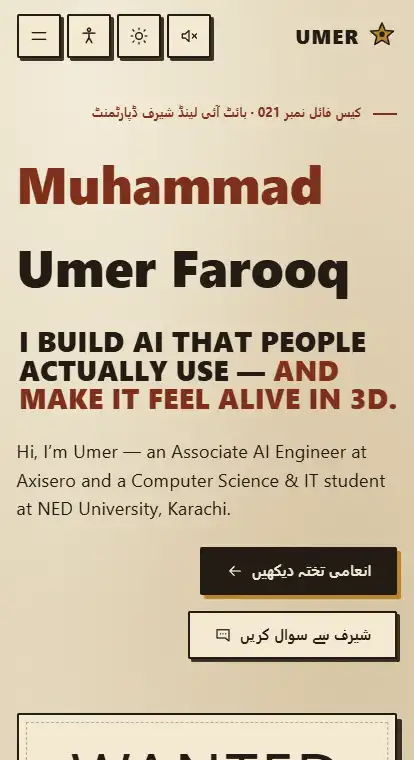 UMER
کیس فائل نمبر 021 · بائٹ آئی لینڈ شیرف ڈپارٹمنٹ
Muhammad
Umer Farooq
I BUILD AI THAT PEOPLE
ACTUALLY USE — AND
MAKE IT FEEL ALIVE IN 3D.
Hi, I'm Umer — an Associate AI Engineer at
Axisero and a Computer Science & IT student
at NED University, Karachi.
انعامی تختہ دیکھیں
شیرف سے سوال کریں
WANTED